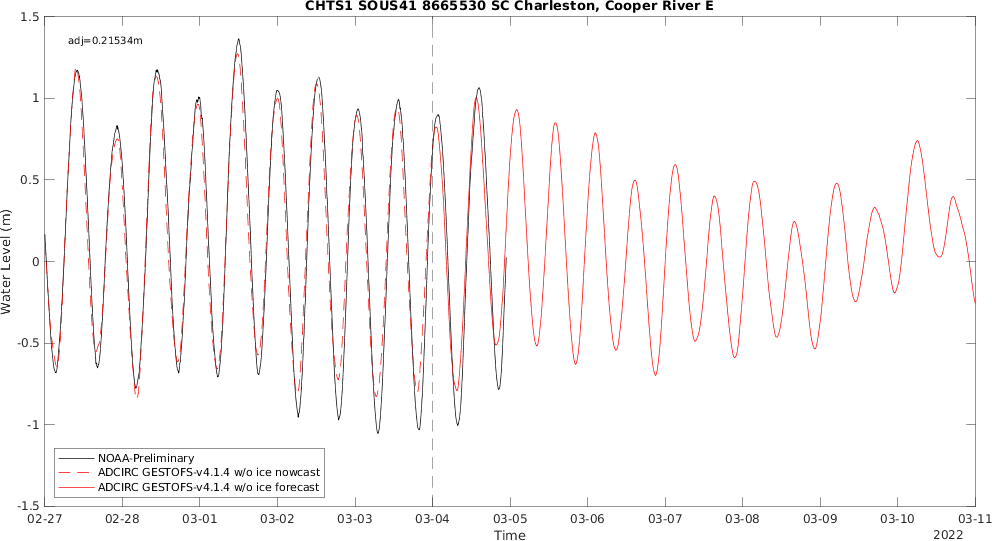 CHTS1 SOUS41 8665530 SC Charleston, Cooper River E
adj=0.21534m
1.5
1
0.5
0
-0.5
-1
-1.5
Water Level (m)
NOAA-Preliminary
ADCIRC GESTOFS-v4.1.4 w/o ice nowcast
ADCIRC GESTOFS-v4.1.4 w/o ice forecast
02-27 02-28 03-01 03-02 03-03 03-04 03-05 03-06 03-07 03-08 03-09 03-10 03-11
Time
2022